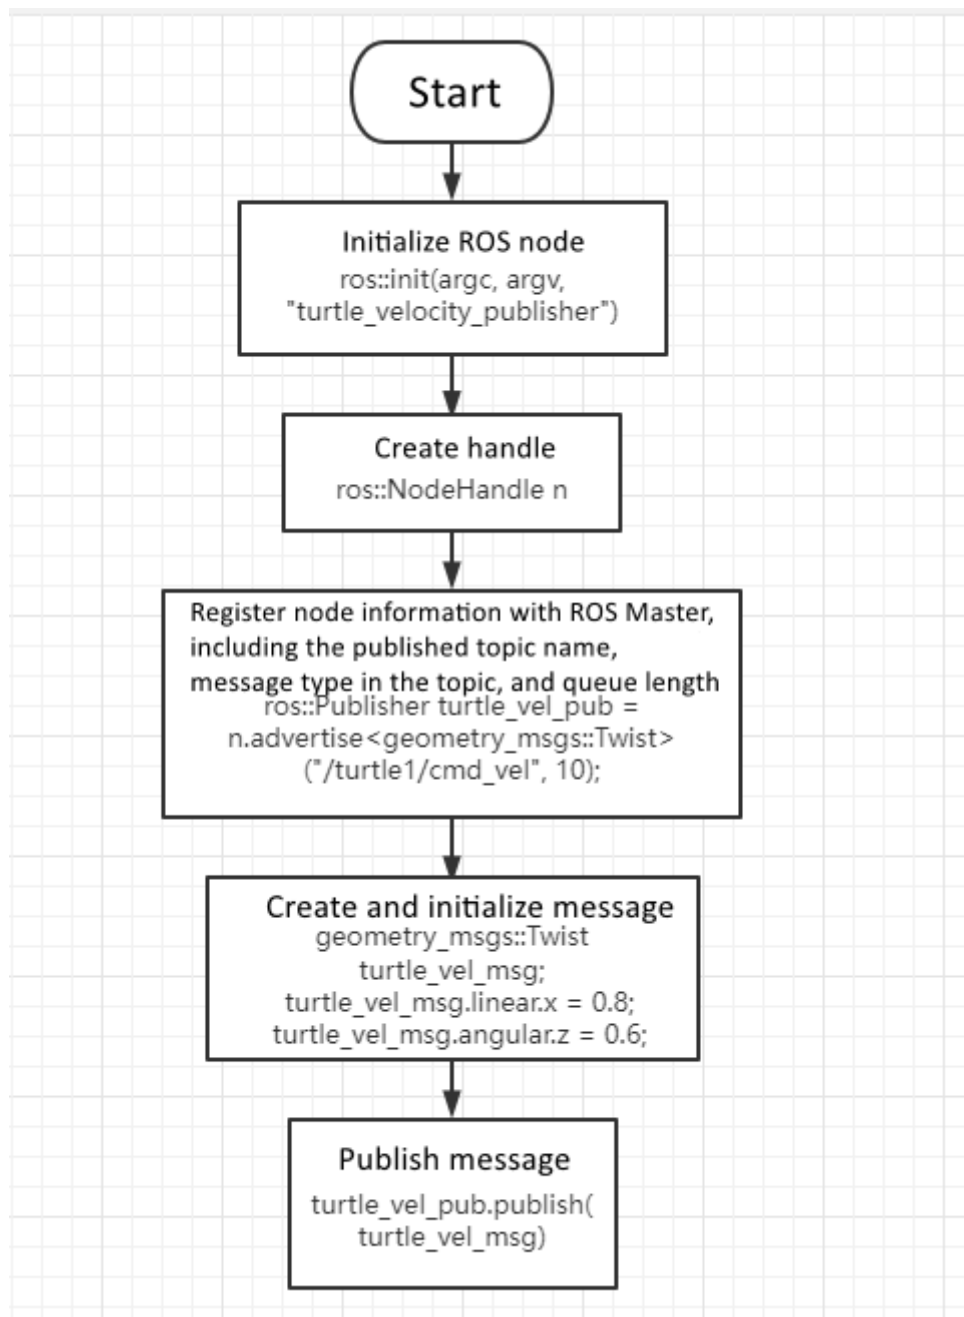 Start
Initialize ROS node
ros::init(argc, argv,
"turtle_velocity_publisher")
Create handle
ros::NodeHandle n
Register node information with ROS Master,
including the published topic name,
message type in the topic, and queue length
ros::Publisher turtle_vel_pub =
n.advertise<geometry_msgs::Twist>
("/turtle1/cmd_vel", 10);
Create and initialize message
geometry_msgs::Twist
turtle_vel_msg;
turtle_vel_msg.linear.x = 0.8;
turtle_vel_msg.angular.z = 0.6;
Publish message
turtle_vel_pub.publish(
turtle_vel_msg)